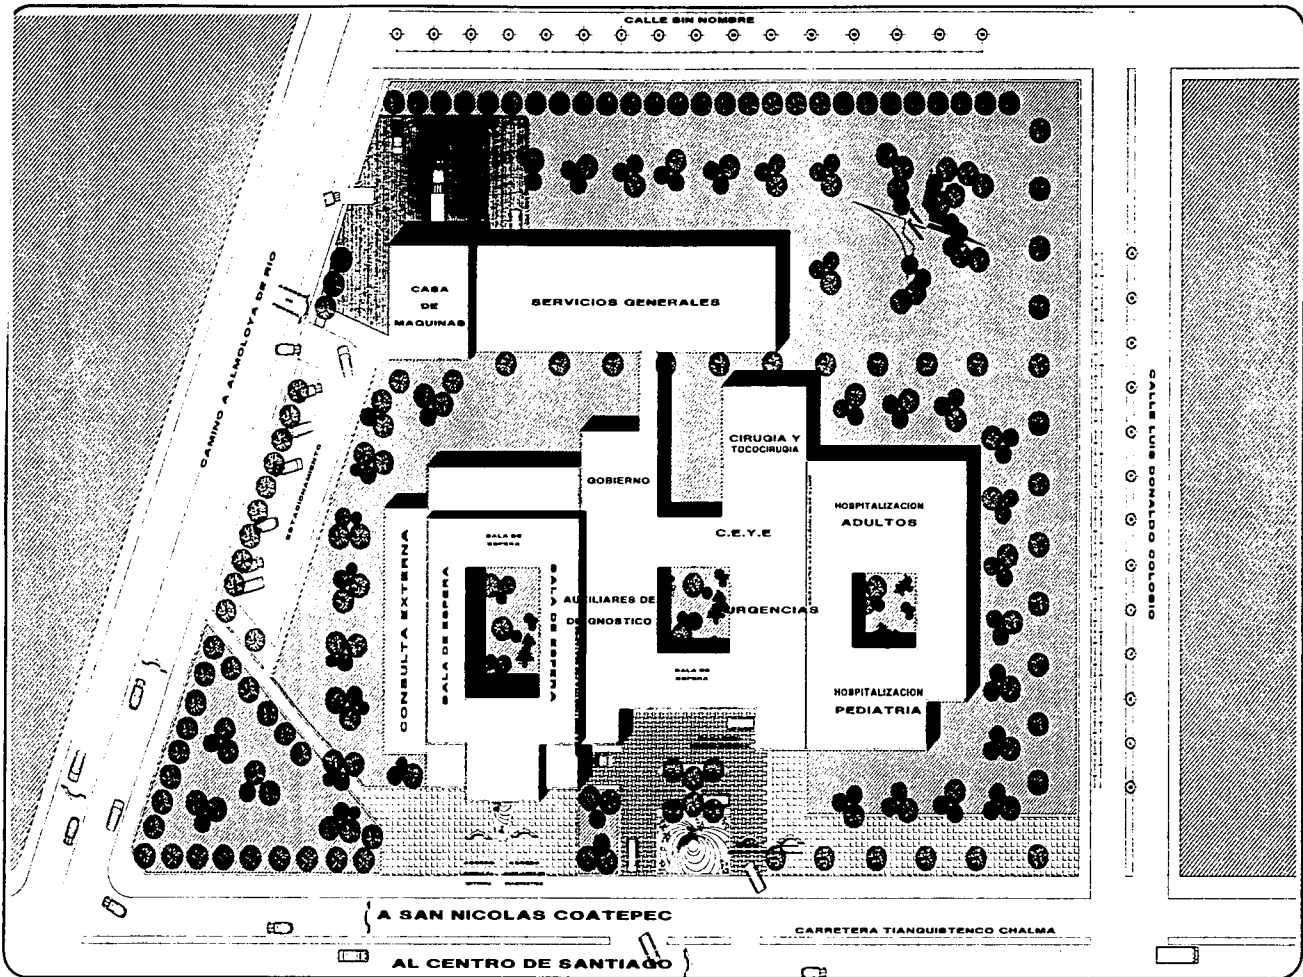 CALLE SIN NOMBRE
CAMINO A ALMOLOYA DE RIO
CASA
DE
MAQUINAS
SERVICIOS GENERALES
ESTACIONAMIENTO
CALLE LUIS DONALDO COLOSIO
CIRUGIA Y
TOCOCIRUGIA
GOBIERNO
HOSPITALIZACION
ADULTOS
C.E.Y.E
SALA DE
ESPERA
CONSULTA EXTERNA
SALA DE ESPERA
SALA DE ESPERA
AUXILIARES DE
URGENCIAS
SALA DE
ESPERA
HOSPITALIZACION
PEDIATRIA
A SAN NICOLAS COATEPEC
CARRETERA TIANQUISTENCO CHALMA
AL CENTRO DE SANTIAGO